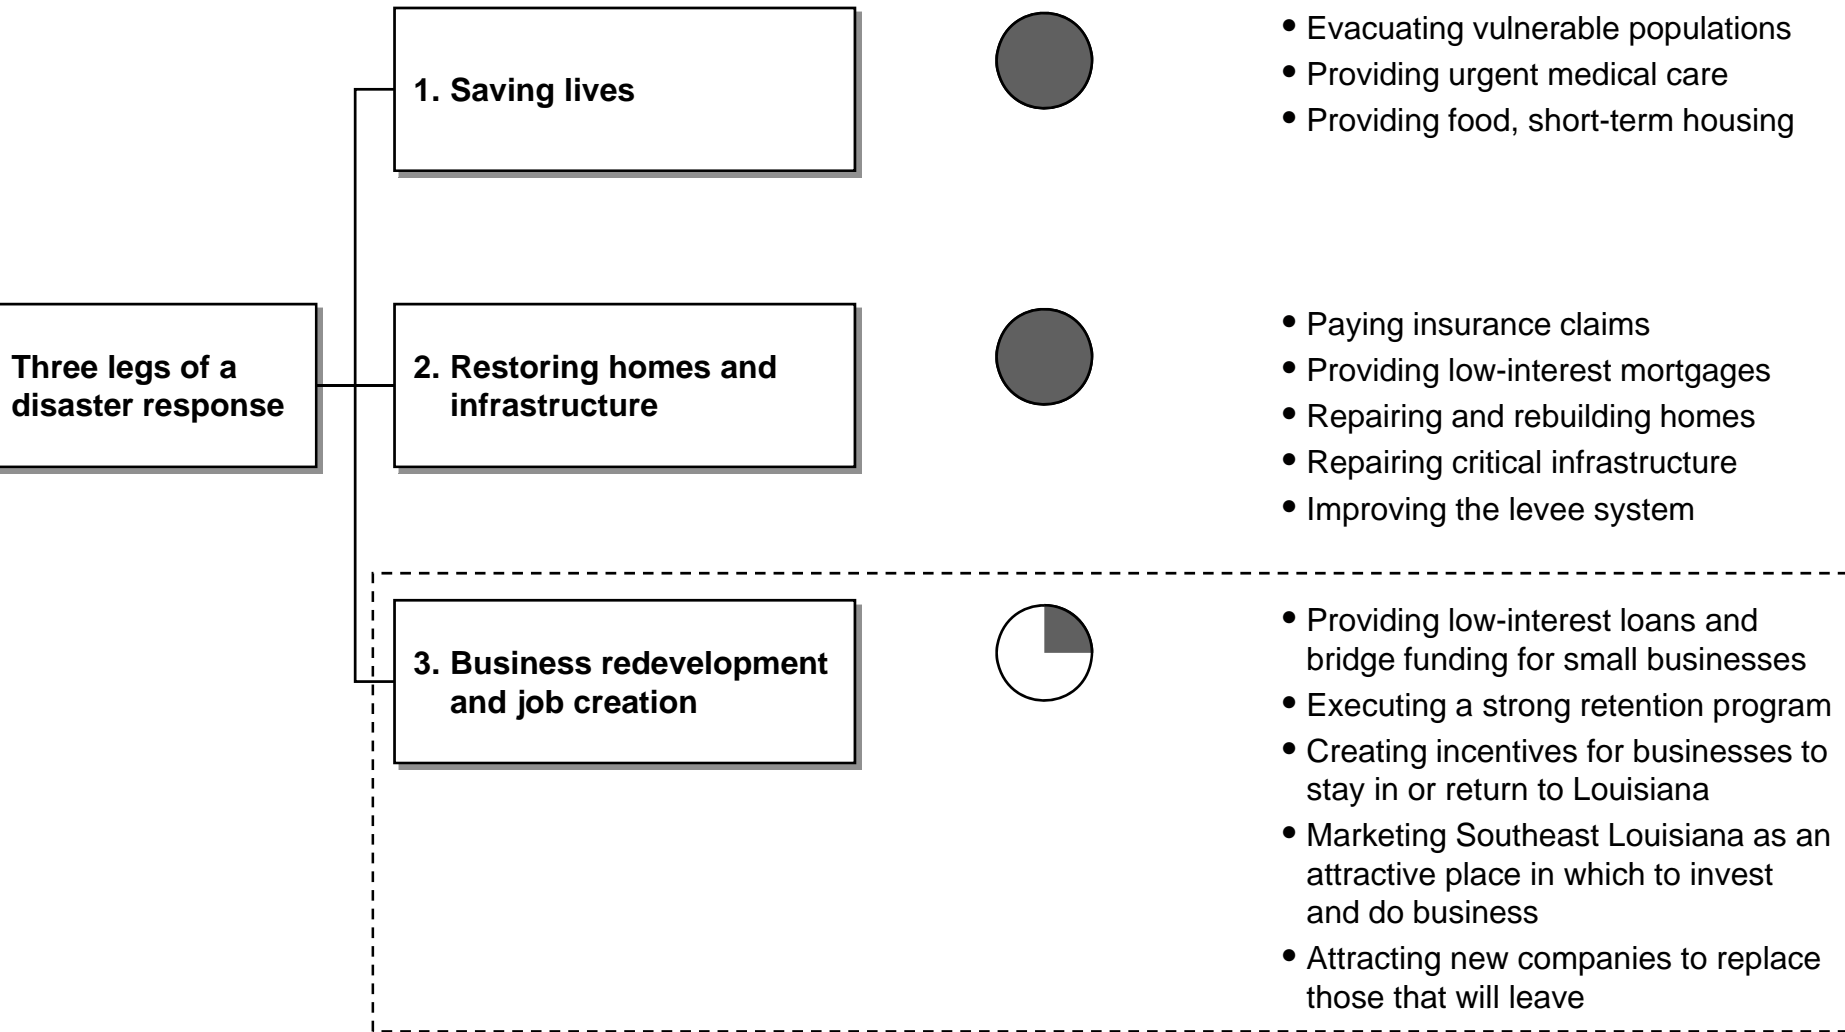 Three legs of a
disaster response
1. Saving lives
• Evacuating vulnerable populations
• Providing urgent medical care
• Providing food, short-term housing
2. Restoring homes and
infrastructure
• Paying insurance claims
• Providing low-interest mortgages
• Repairing and rebuilding homes
• Repairing critical infrastructure
• Improving the levee system
3. Business redevelopment
and job creation
• Providing low-interest loans and
bridge funding for small businesses
• Executing a strong retention program
• Creating incentives for businesses to
stay in or return to Louisiana
• Marketing Southeast Louisiana as an
attractive place in which to invest
and do business
• Attracting new companies to replace
those that will leave